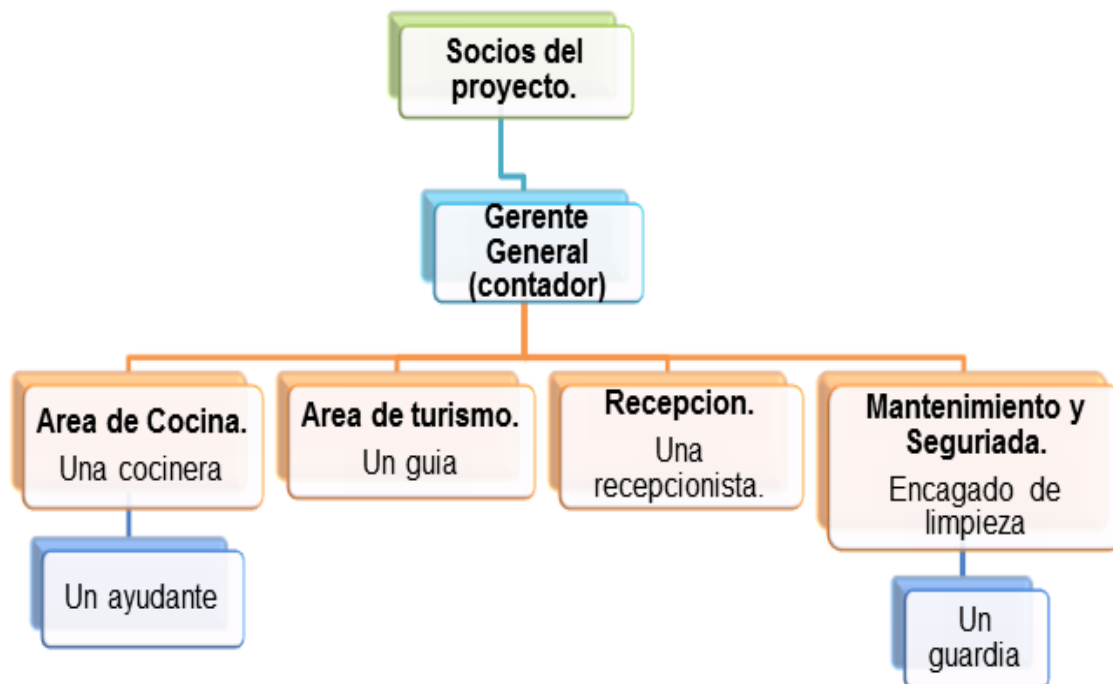 Socios del
proyecto.
Gerente
General
(contador)
Area de Cocina.
Una cocinera
Area de turismo.
Un guia
Recepcion.
Una
recepcionista.
Mantenimiento y
Seguriada.
Encagado de
limpieza
Un ayudante
Un
guardia